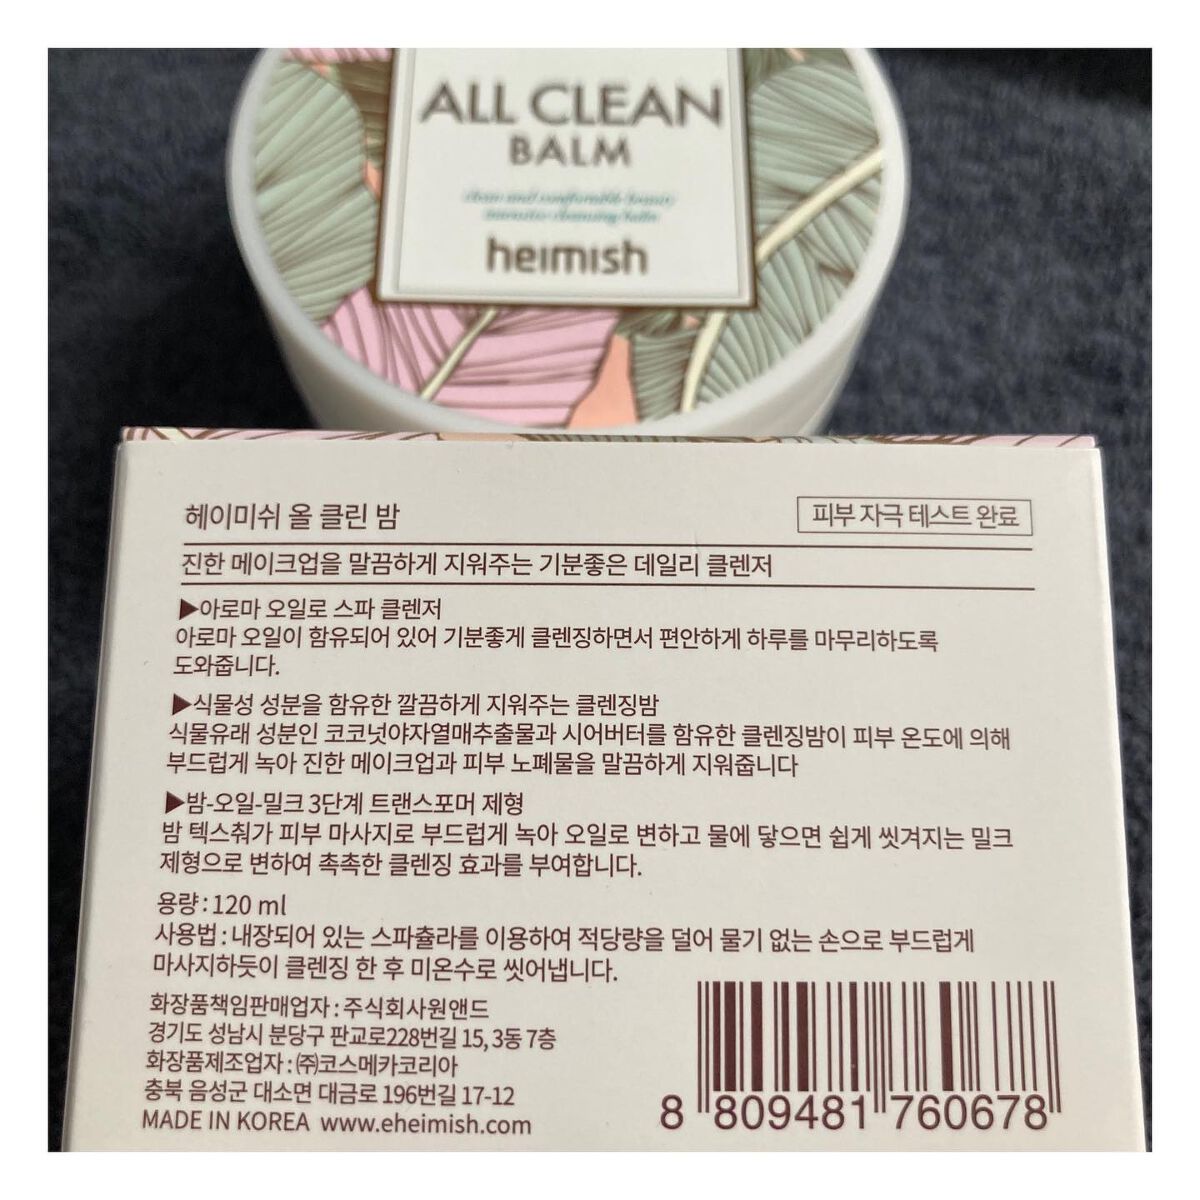 ALL CLEAN
BALM
clean and comfortable beauty
intensive cleansing balm
heimish
헤이미쉬 올 클린 밤
피부 자극 테스트 완료
진한 메이크업을 말끔하게 지워주는 기분좋은 데일리 클렌저
▶아로마 오일로 스파 클렌저
아로마 오일이 함유되어 있어 기분좋게 클렌징하면서 편안하게 하루를 마무리하도록
도와줍니다.
▶식물성 성분을 함유한 깔끔하게 지워주는 클렌징밤
식물유래 성분인 코코넛야자열매추출물과 시어버터를 함유한 클렌징밤이 피부 온도에 의해
부드럽게 녹아 진한 메이크업과 피부 노폐물을 말끔하게 지워줍니다
▶밤-오일-밀크 3단계 트랜스포머 제형
밤 텍스춰가 피부 마사지로 부드럽게 녹아 오일로 변하고 물에 닿으면 쉽게 씻겨지는 밀크
제형으로 변하여 촉촉한 클렌징 효과를 부여합니다.
용량 : 120 ml
사용법 : 내장되어 있는 스파츌라를 이용하여 적당량을 덜어 물기 없는 손으로 부드럽게
마사지하듯이 클렌징 한 후 미온수로 씻어냅니다.
화장품책임판매업자 : 주식회사원앤드
경기도 성남시 분당구 판교로228번길 15, 3동 7층
화장품제조업자 : ㈜코스메카코리아
충북 음성군 대소면 대금로 196번길 17-12
MADE IN KOREA www.eheimish.com
8 809481 760678